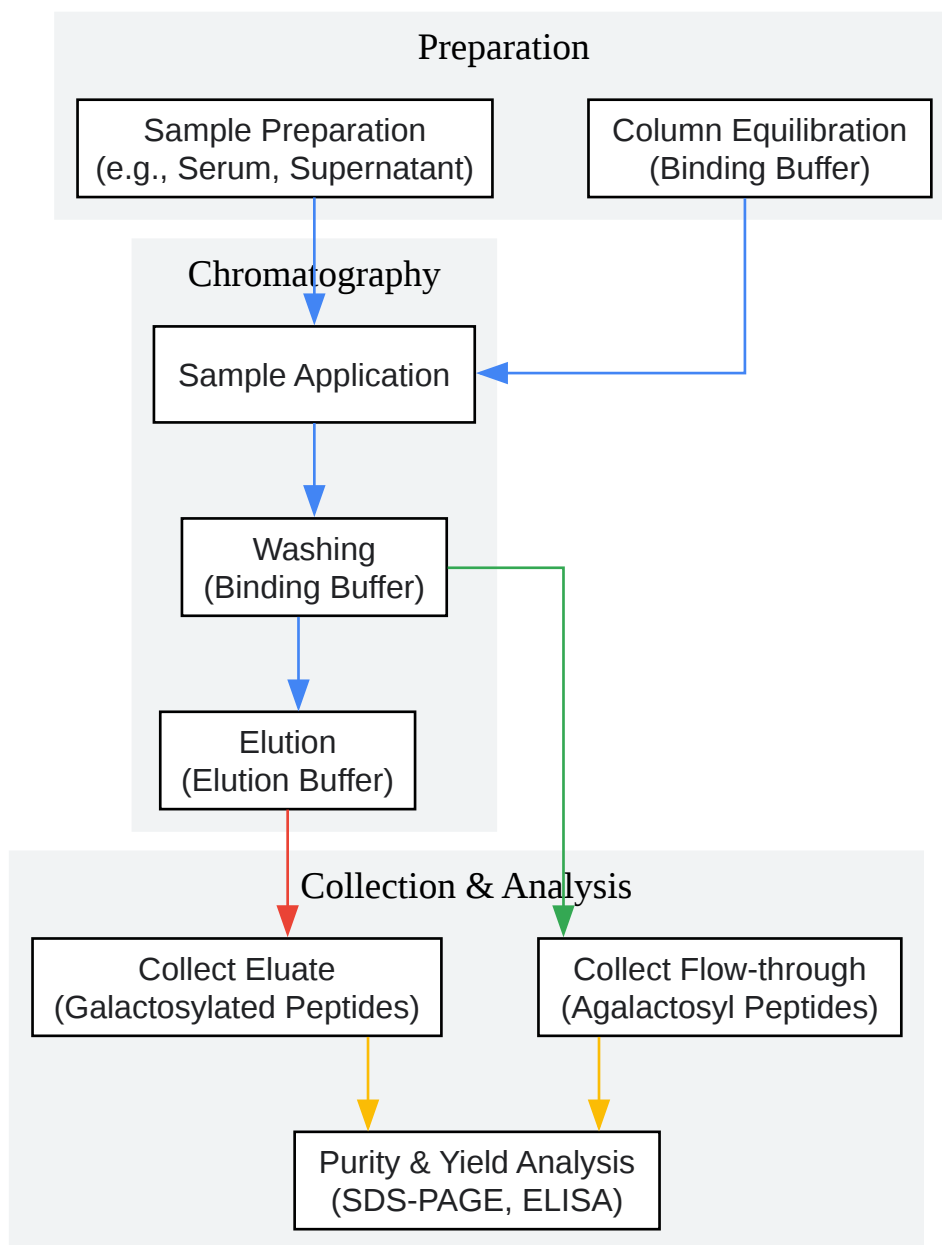 Preparation
Sample Preparation
(e.g., Serum, Supernatant)
Column Equilibration
(Binding Buffer)
Chromatography
Sample Application
Washing
(Binding Buffer)
Elution
(Elution Buffer)
Collection & Analysis
Collect Eluate
(Galactosylated Peptides)
Collect Flow-through
(Agalactosyl Peptides)
Purity & Yield Analysis
(SDS-PAGE, ELISA)